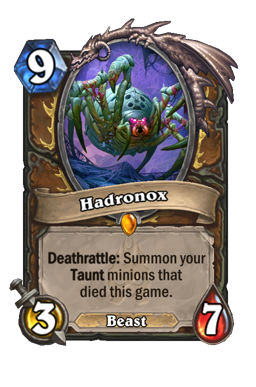 9
Hadronox
Deathrattle: Summon your
Taunt minions that
died this game.
3
Beast
7